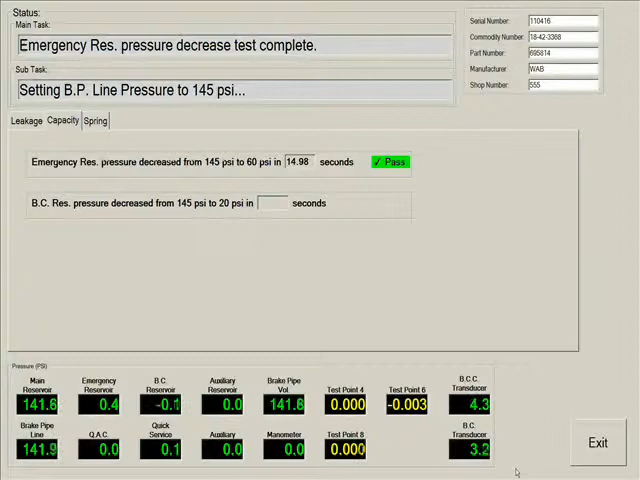 Status:
Main Task:
Emergency Res. pressure decrease test complete.
Sub Task:
Setting B.P. Line Pressure to 145 psi...
Serial Number: 110416
Commodity Number: 18-42-3368
Part Number: 695814
Manufacturer: WAB
Shop Number: 555
Leakage Capacity Spring
Emergency Res. pressure decreased from 145 psi to 60 psi in 14.98 seconds ✓ Pass
B.C. Res. pressure decreased from 145 psi to 20 psi in seconds
Pressure (PSI)
Main Reservoir Emergency Reservoir B.C. Reservoir Auxiliary Reservoir Brake Pipe Vol. Test Point 4 Test Point 6 B.C.C. Transducer
141.6 0.4 -0.1 0.0 141.6 0.000 -0.003 4.3
Brake Pipe Line Q.A.C. Quick Service Auxiliary Manometer Test Point 8 B.C. Transducer
141.9 0.0 0.1 0.0 0.0 0.000 3.2
Exit